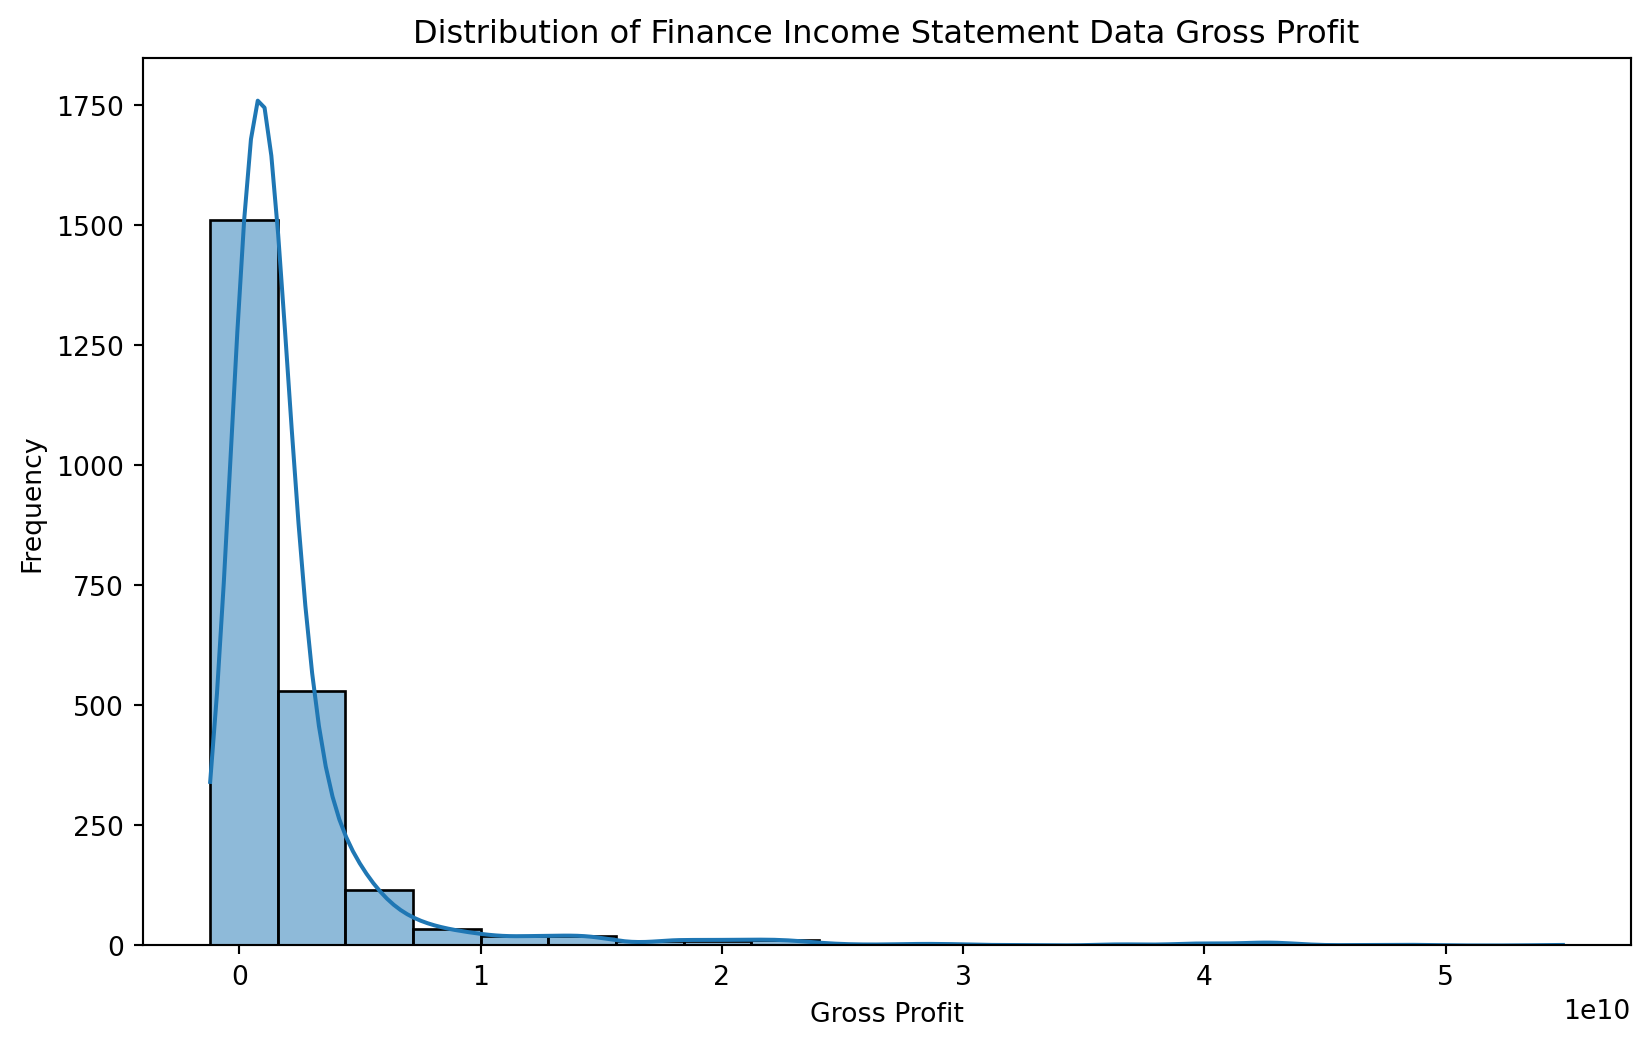 Distribution of Finance Income Statement Data Gross Profit
1750
1500
1250
1000
750
500
250
0
Frequency
0 1 2 3 4 5
1e10
Gross Profit